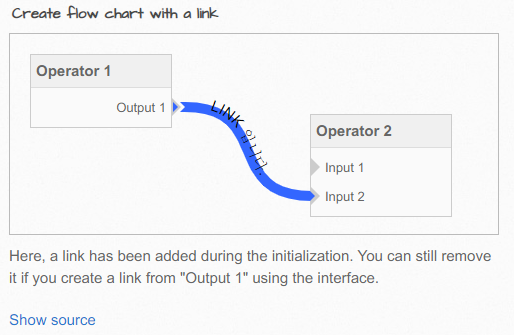 Create flow chart with a link
Operator 1
Output 1
LINK
Operator 2
Input 1
Input 2
Here, a link has been added during the initialization. You can still remove
it if you create a link from "Output 1" using the interface.
Show source